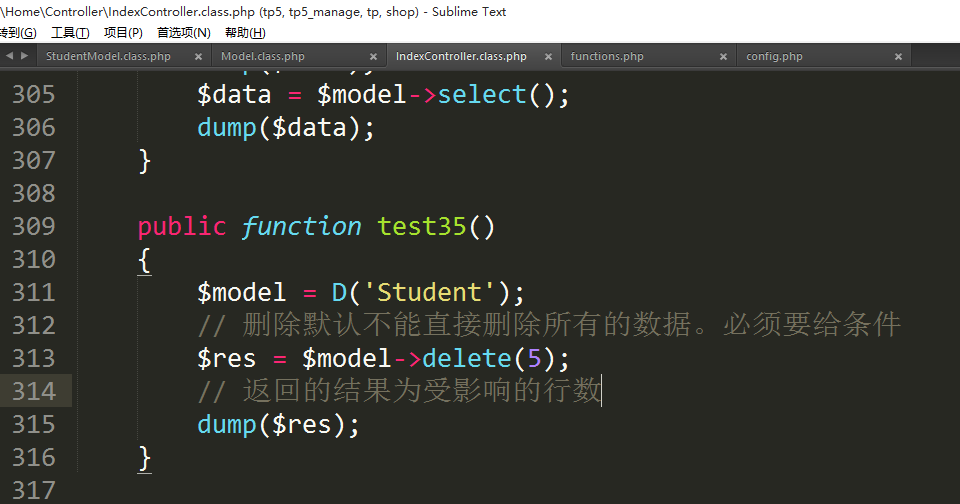 \Home\Controller\IndexController.class.php (tp5, tp5_manage, tp, shop) - Sublime Text
转到(G) 工具(T) 项目(P) 首选项(N) 帮助(H)
StudentModel.class.php × Model.class.php × IndexController.class.php × functions.php × config.php ×
305 $data = $model->select();
306 dump($data);
307 }
308
309 public function test35()
310 {
311 $model = D('Student');
312 // 删除默认不能直接删除所有的数据。必须要给条件
313 $res = $model->delete(5);
314 // 返回的结果为受影响的行数
315 dump($res);
316 }
317